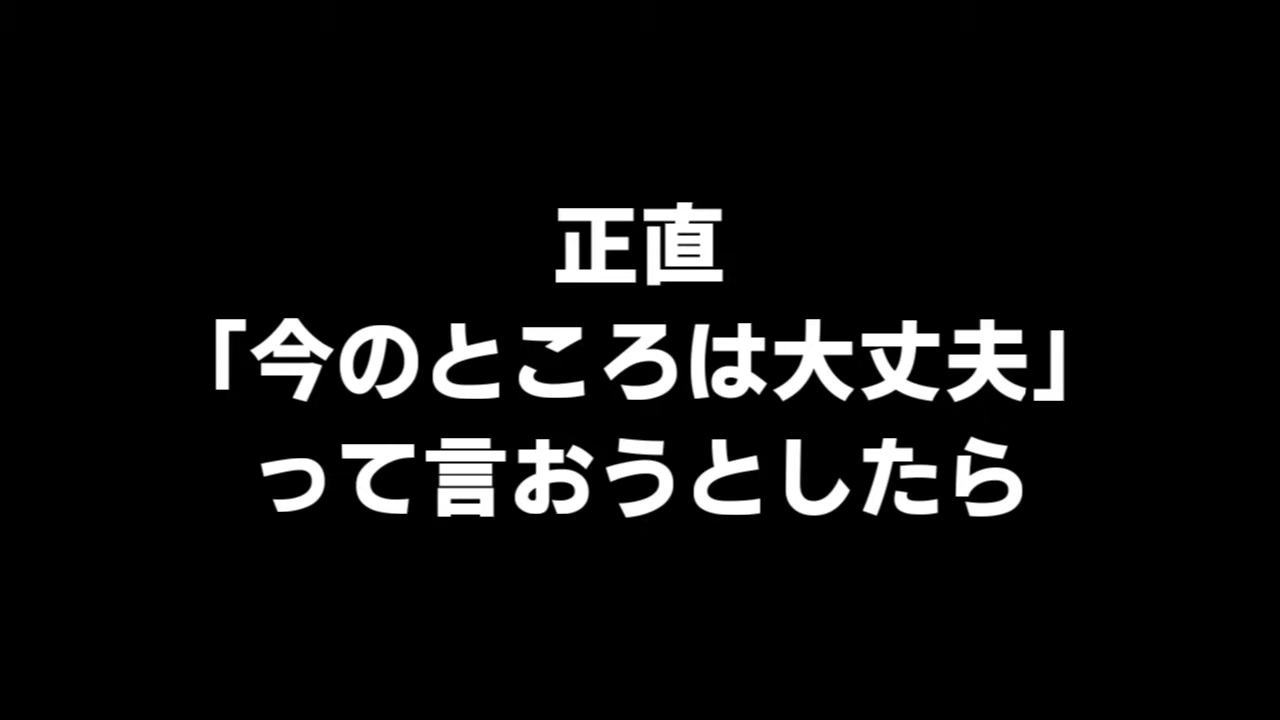 正直
「今のところは大丈夫」
って言おうとしたら